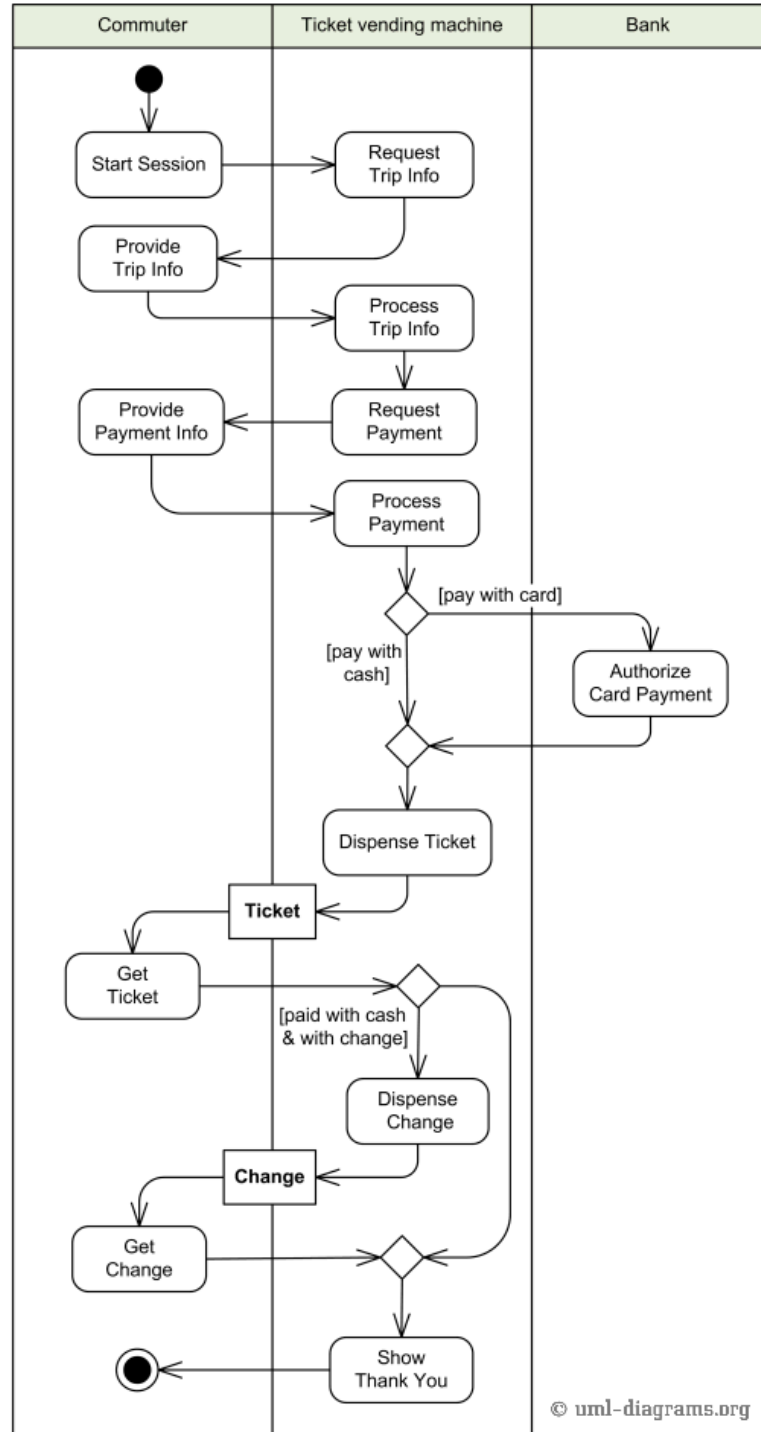 Commuter
Ticket vending machine
Bank
Start Session
Request
Trip Info
Provide
Trip Info
Process
Trip Info
Provide
Payment Info
Request
Payment
Process
Payment
[pay with card]
[pay with
cash]
Authorize
Card Payment
Dispense Ticket
Ticket
Get
Ticket
[paid with cash
& with change]
Dispense
Change
Change
Get
Change
Show
Thank You
© uml-diagrams.org